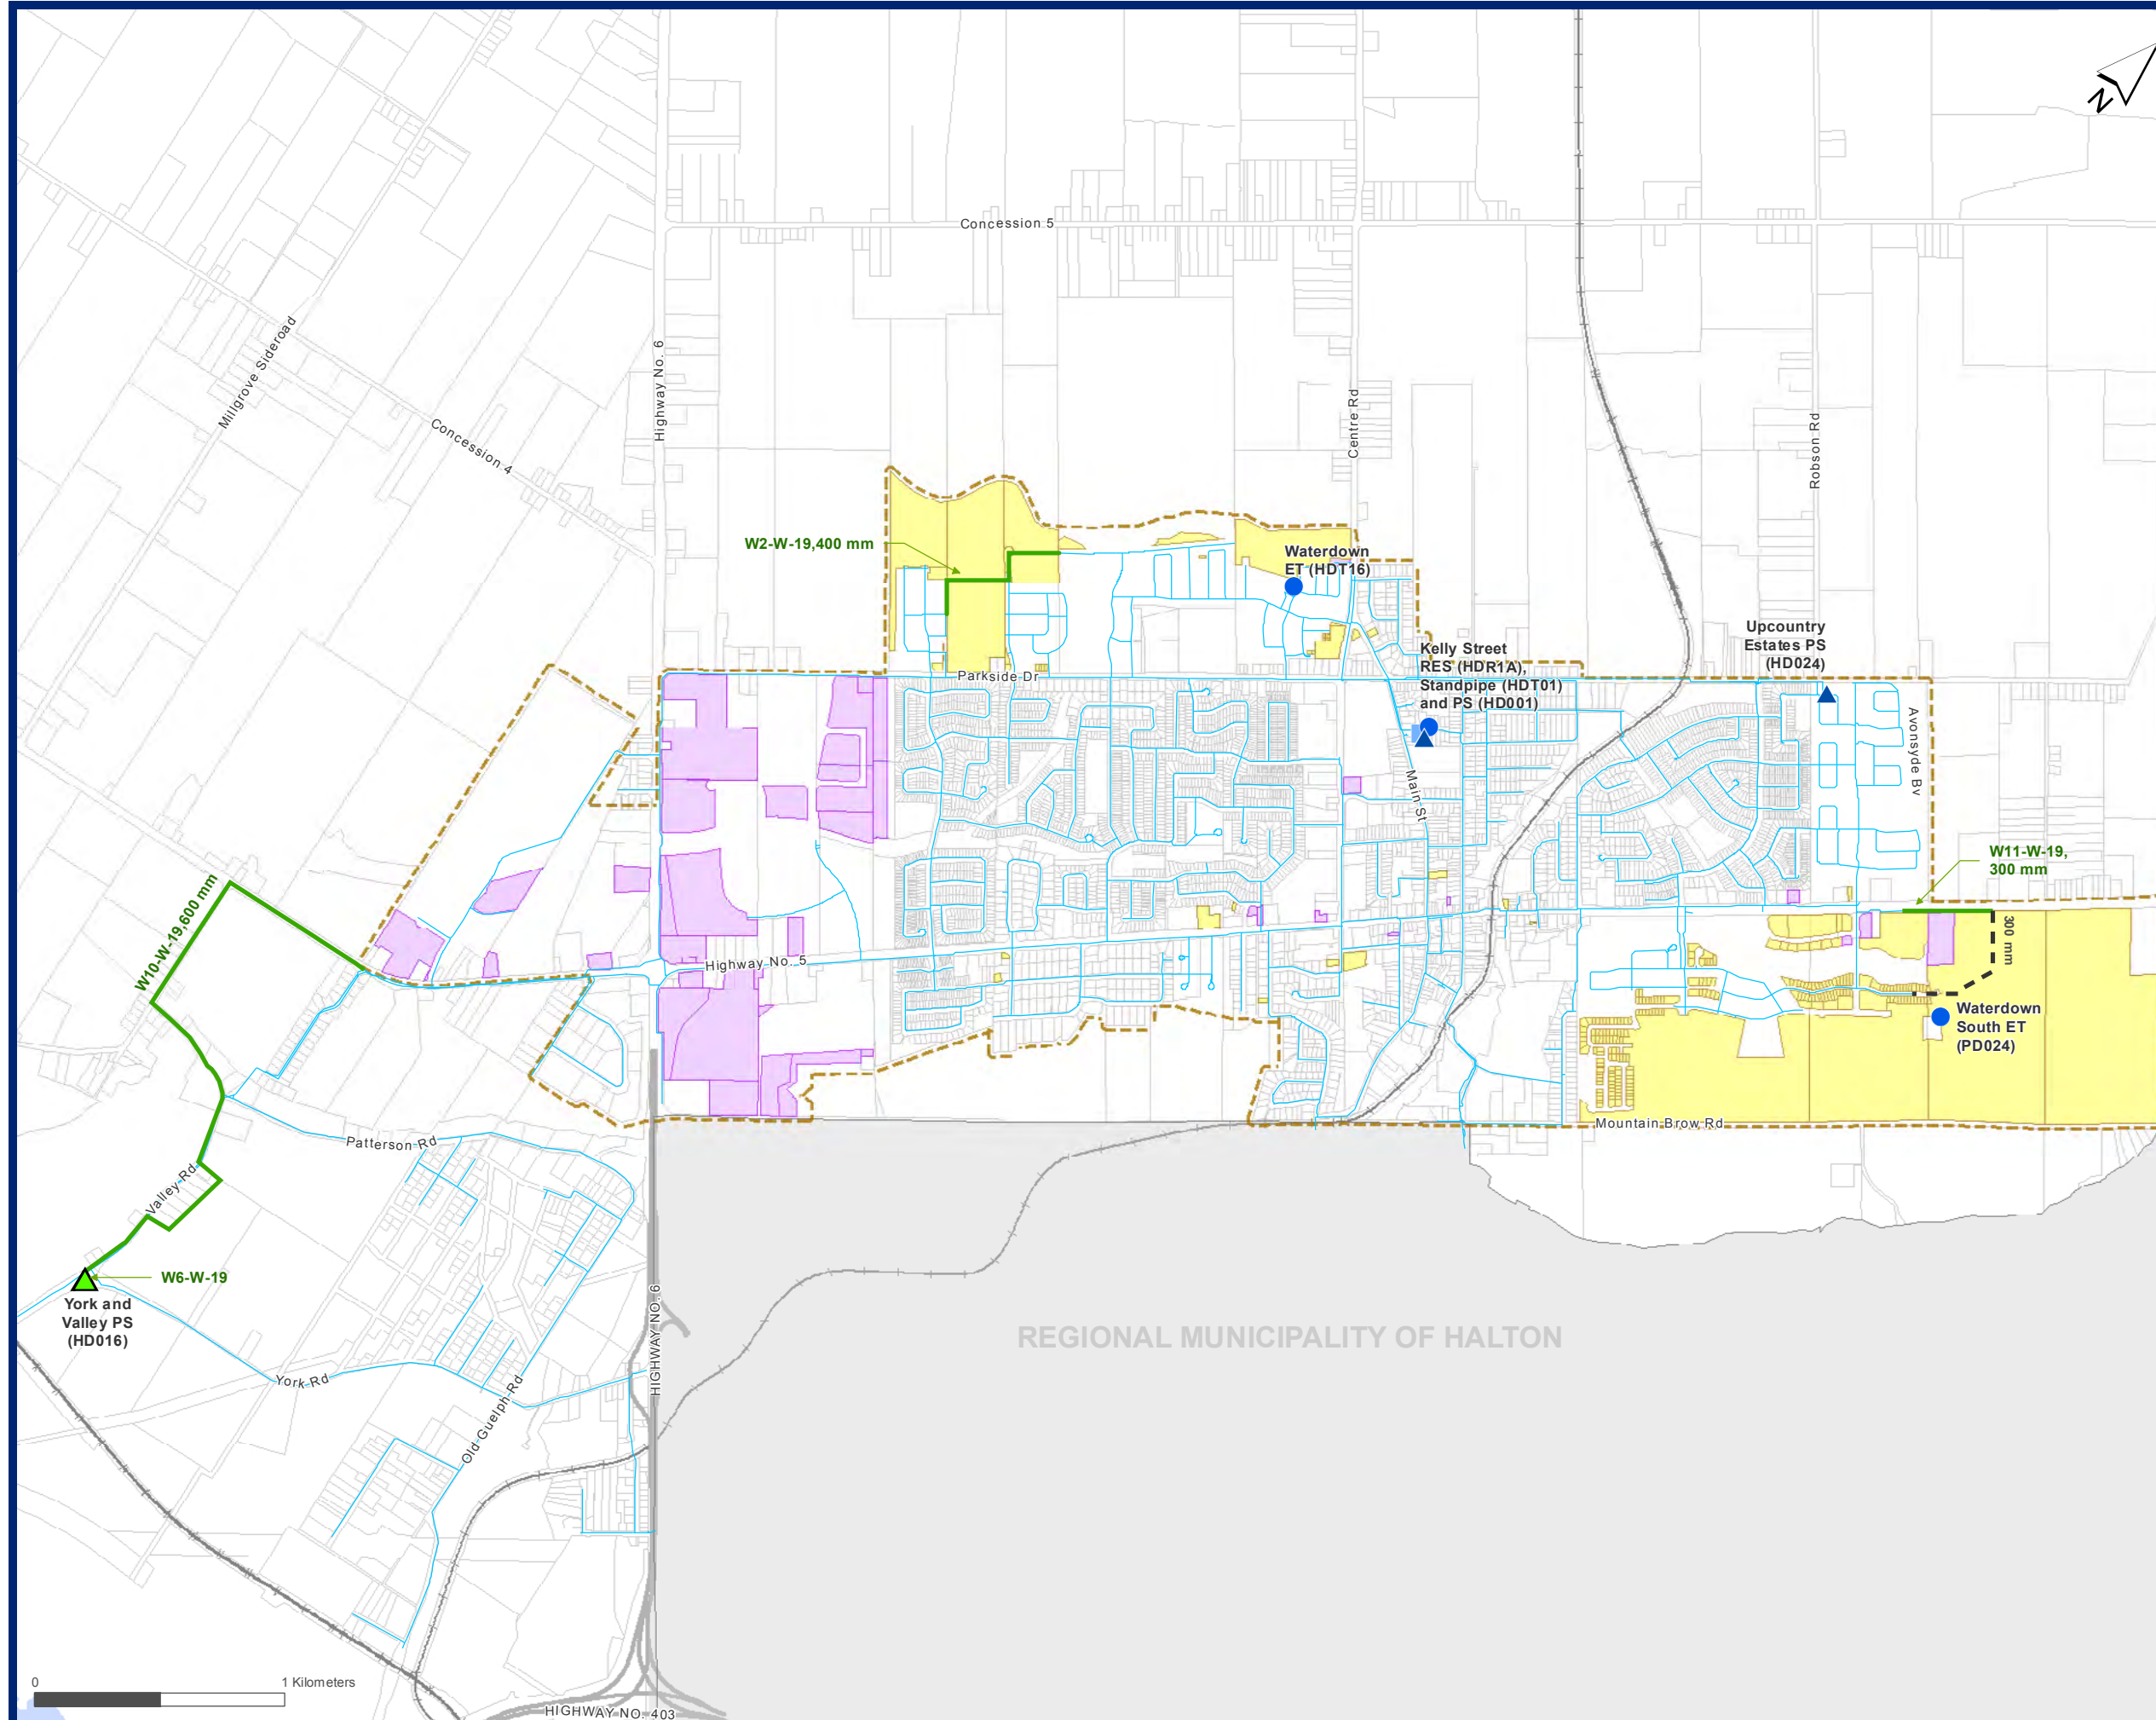 N
Concession 5
Millgrove Sideroad
Highway No. 6
Concession 4
Centre Rd
Robson Rd
W2-W-19,400 mm
Waterdown
ET (HDT16)
Upcountry
Estates PS
(HD024)
Kelly Street
RES (HDR1A),
Standpipe (HDT01)
and PS (HD001)
Parkside Dr
Avonsyde Bv
Main St
W11-W-19,
300 mm
W10-W-19,600 mm
300 mm
Highway No. 5
Waterdown
South ET
(PD024)
Mountain Brow Rd
Patterson Rd
Valley Rd
W6-W-19
York and
Valley PS
(HD016)
HIGHWAY NO. 6
REGIONAL MUNICIPALITY OF HALTON
York Rd
Old Guelph Rd
0
1 Kilometers
HIGHWAY NO. 403